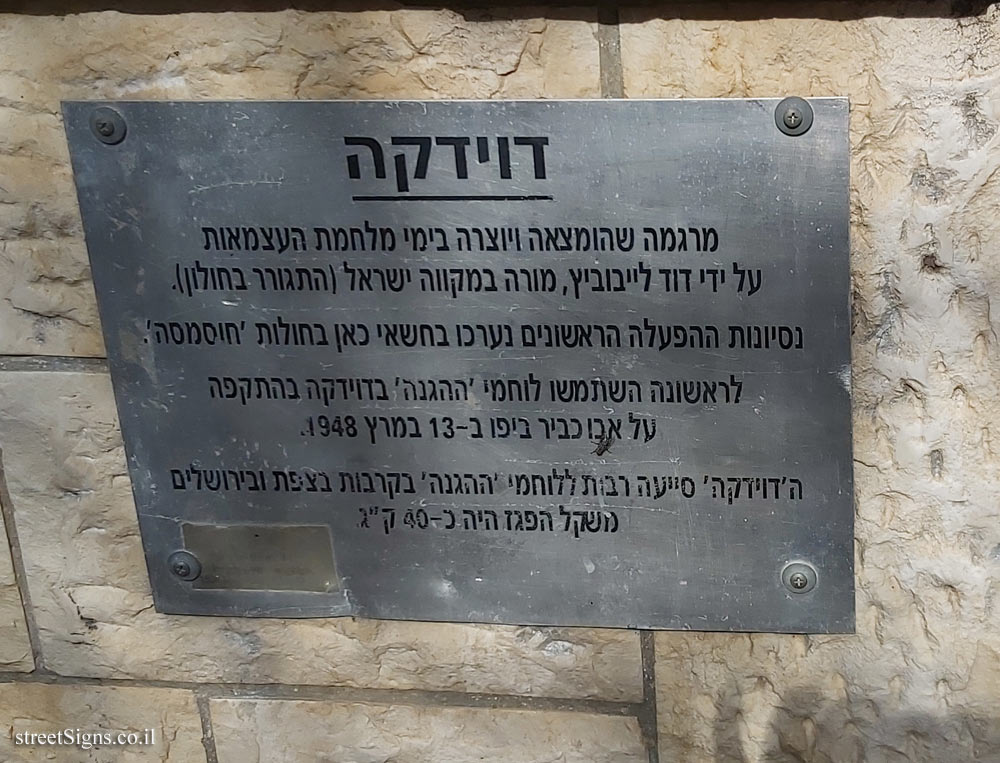 דוידקה
מרגמה שהומצאה ויוצרה בימי מלחמת העצמאות
על ידי דוד לייבוביץ, מורה במקווה ישראל (התגורר בחולון).
נסיונות ההפעלה הראשונים נערכו בחשאי כאן בחולות 'חיסמסה'.
לראשונה השתמשו לוחמי 'ההגנה' בדוידקה בהתקפה
על אבו כביר ביפו ב-13 במרץ 1948.
ה'דוידקה' סייעה רבות ללוחמי 'ההגנה' בקרבות בצפת ובירושלים
משקל הפגז היה כ-40 ק"ג.
streetSigns.co.il